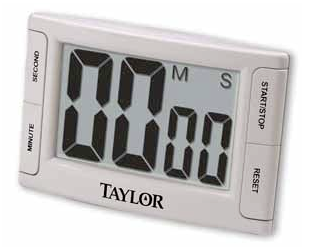 SECOND
MINUTE
00 M 00 S
START/STOP
RESET
TAYLOR